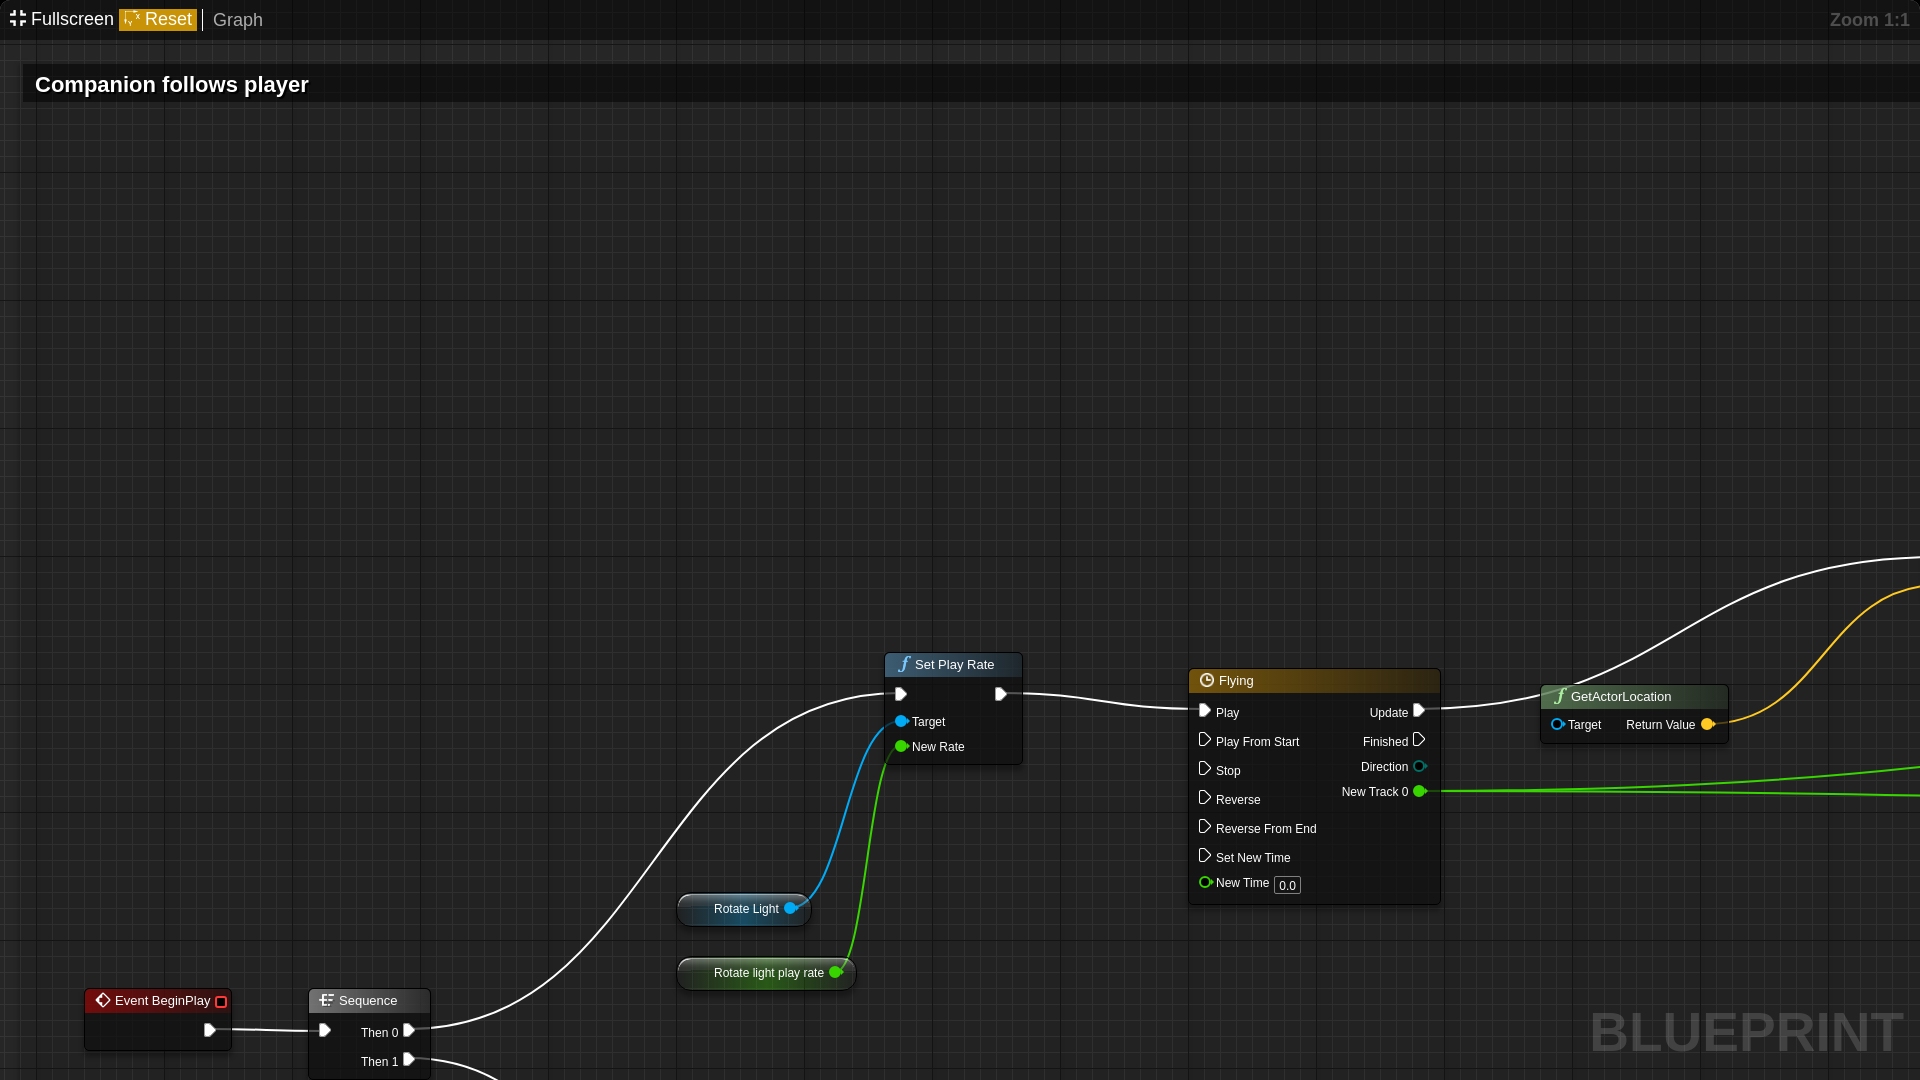 Fullscreen Reset Graph
Zoom 1:1
Companion follows player
Set Play Rate
Target
New Rate
Flying
Play Update
Play From Start Finished
Stop Direction
Reverse New Track 0
Reverse From End
Set New Time
New Time 0.0
GetActorLocation
Target Return Value
Rotate Light
Rotate light play rate
Event BeginPlay
Sequence
Then 0
Then 1
BLUEPRINT